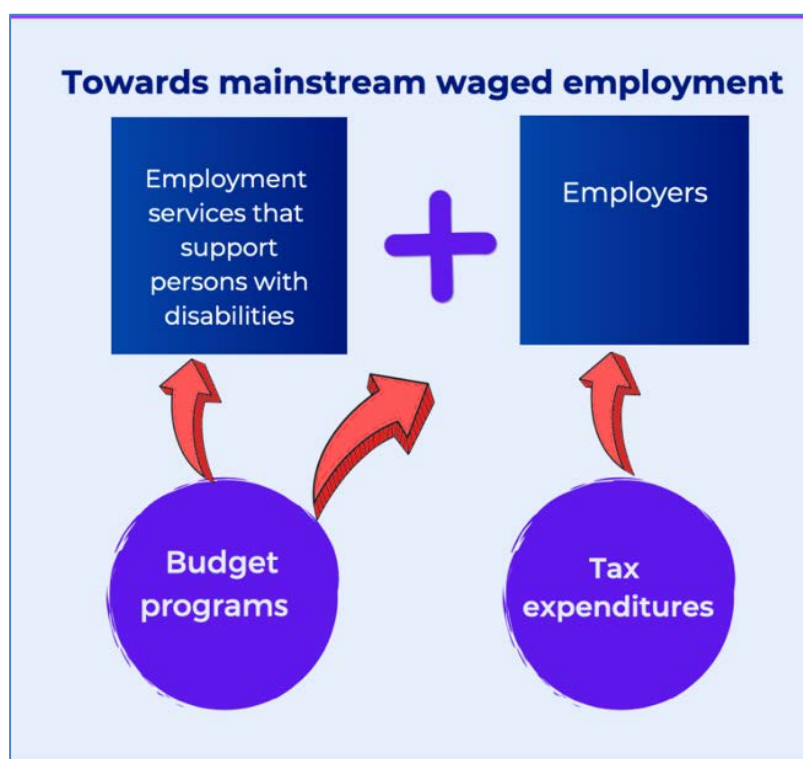 Towards mainstream waged employment
Employment
services that
support
persons with
disabilities
Employers
Budget
programs
Tax
expenditures